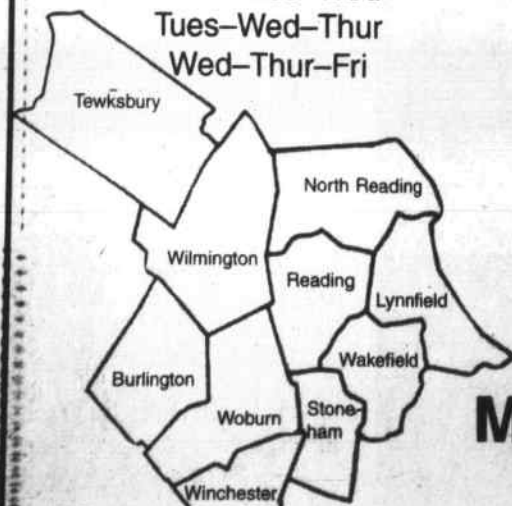 Tues–Wed–Thur
Wed–Thur–Fri
Tewksbury
North Reading
Wilmington
Reading
Lynnfield
Wakefield
Burlington
Woburn
Stone-
ham
M
Winchester